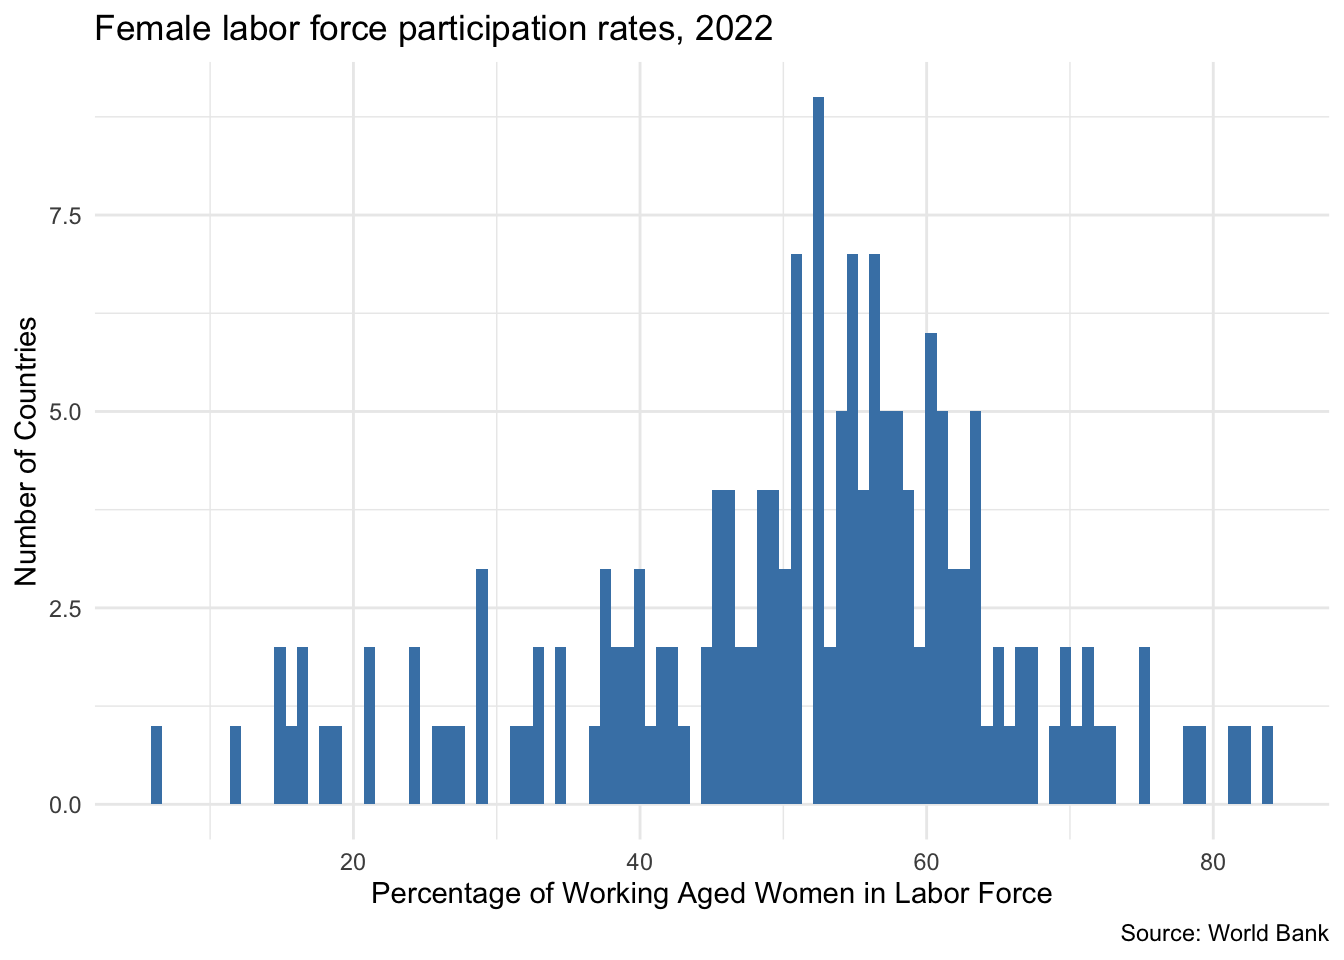 Female labor force participation rates, 2022
Number of Countries
7.5
5.0
2.5
0.0
20 40 60 80
Percentage of Working Aged Women in Labor Force
Source: World Bank